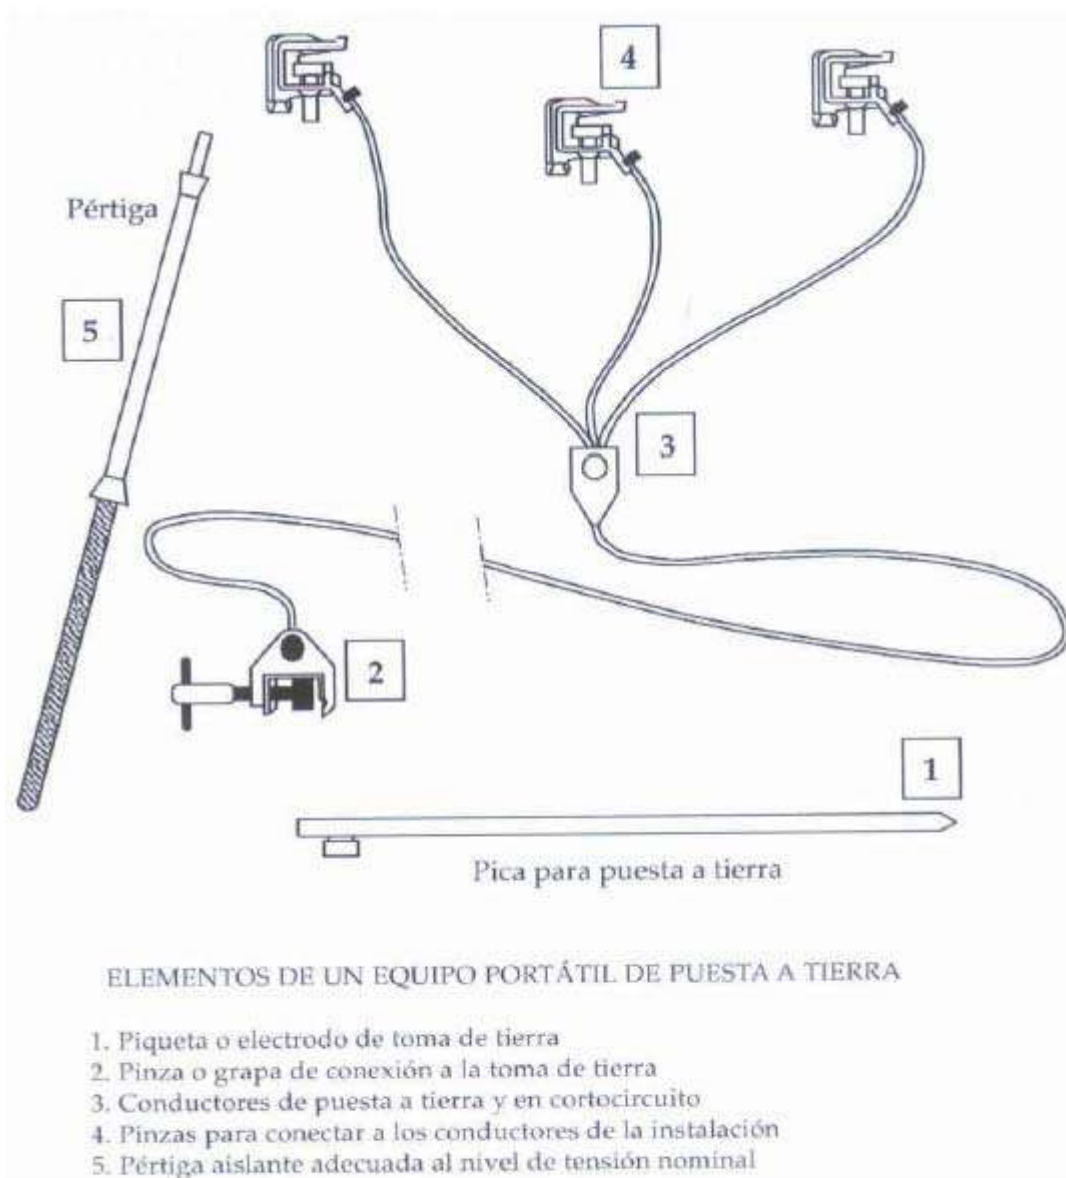 4
Pértiga
5
3
2
1
Pica para puesta a tierra
ELEMENTOS DE UN EQUIPO PORTÁTIL DE PUESTA A TIERRA
1. Piqueta o electrodo de toma de tierra
2. Pinza o grapa de conexión a la toma de tierra
3. Conductores de puesta a tierra y en cortocircuito
4. Pinzas para conectar a los conductores de la instalación
5. Pértiga aislante adecuada al nivel de tensión nominal